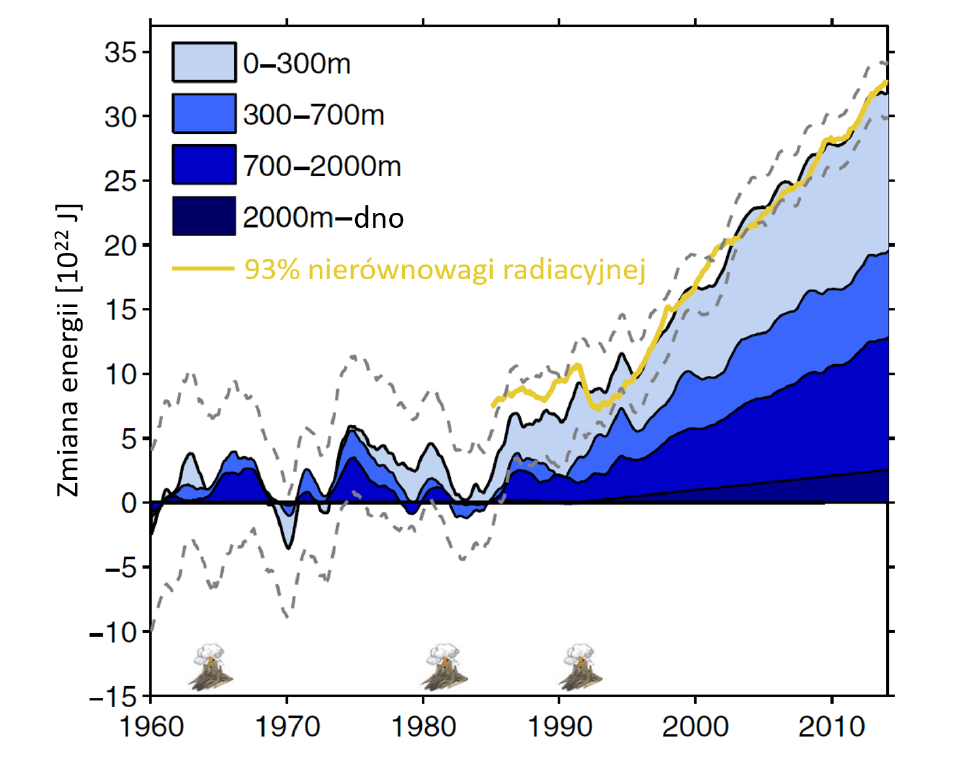 35
30
25
20
15
10
5
0
−5
−10
−15
Zmiana energii [10²² J]
0−300m
300−700m
700−2000m
2000m−dno
93% nierównowagi radiacyjnej
1960 1970 1980 1990 2000 2010